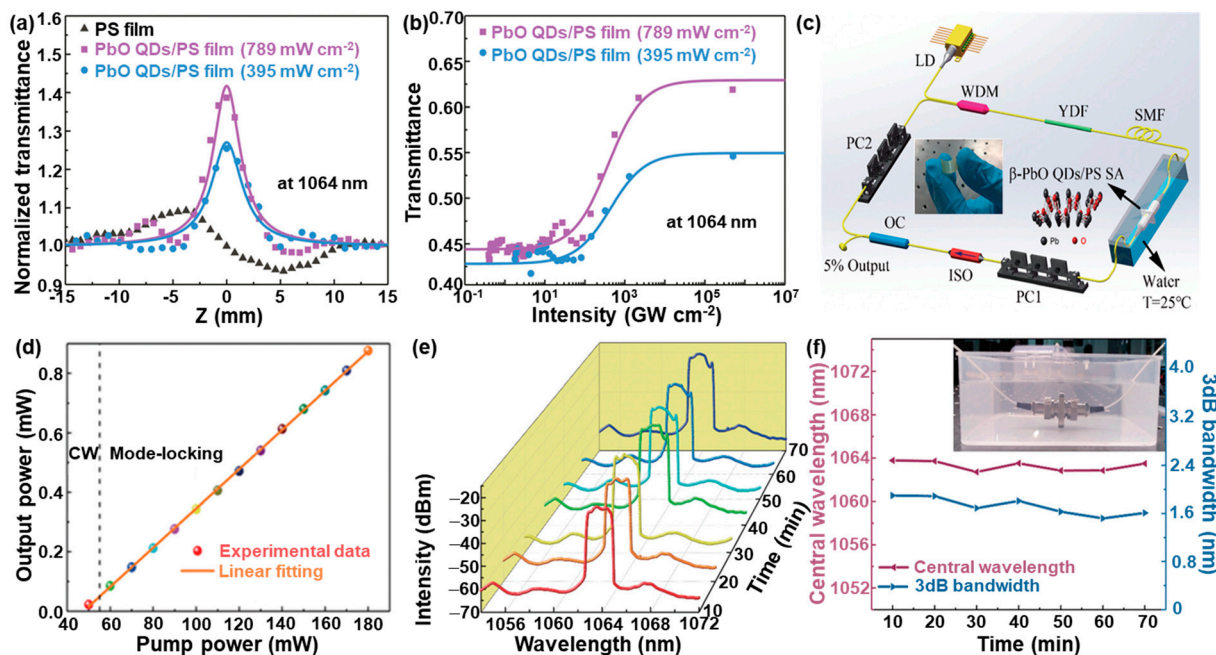 (a)
PS film
PbO QDs/PS film (789 mW cm⁻²)
PbO QDs/PS film (395 mW cm⁻²)
at 1064 nm
Normalized transmittance
1.6
1.5
1.4
1.3
1.2
1.1
1.0
0.9
-15 -10 -5 0 5 10 15
Z (mm)
(b)
PbO QDs/PS film (789 mW cm⁻²)
PbO QDs/PS film (395 mW cm⁻²)
at 1064 nm
Transmittance
0.70
0.65
0.60
0.55
0.50
0.45
0.40
10⁻¹ 10¹ 10³ 10⁵ 10⁷
Intensity (GW cm⁻²)
(c)
LD
WDM
YDF
SMF
PC2
β-PbO QDs/PS SA
Pb O
OC
5% Output
ISO
PC1
Water
T=25℃
(d)
Output power (mW)
0.8
0.6
0.4
0.2
0.0
CW Mode-locking
Experimental data
Linear fitting
40 60 80 100 120 140 160 180
Pump power (mW)
(e)
Intensity (dBm)
−20
−30
−40
−50
−60
−70
1056 1060 1064 1068 1072
Wavelength (nm)
70
60
50
40
30
20
10
Time (min)
(f)
Central wavelength (nm)
1072
1068
1064
1060
1056
1052
4.0
3.2
2.4
1.6
0.8
0
3dB bandwidth (nm)
Central wavelength
3dB bandwidth
10 20 30 40 50 60 70
Time (min)